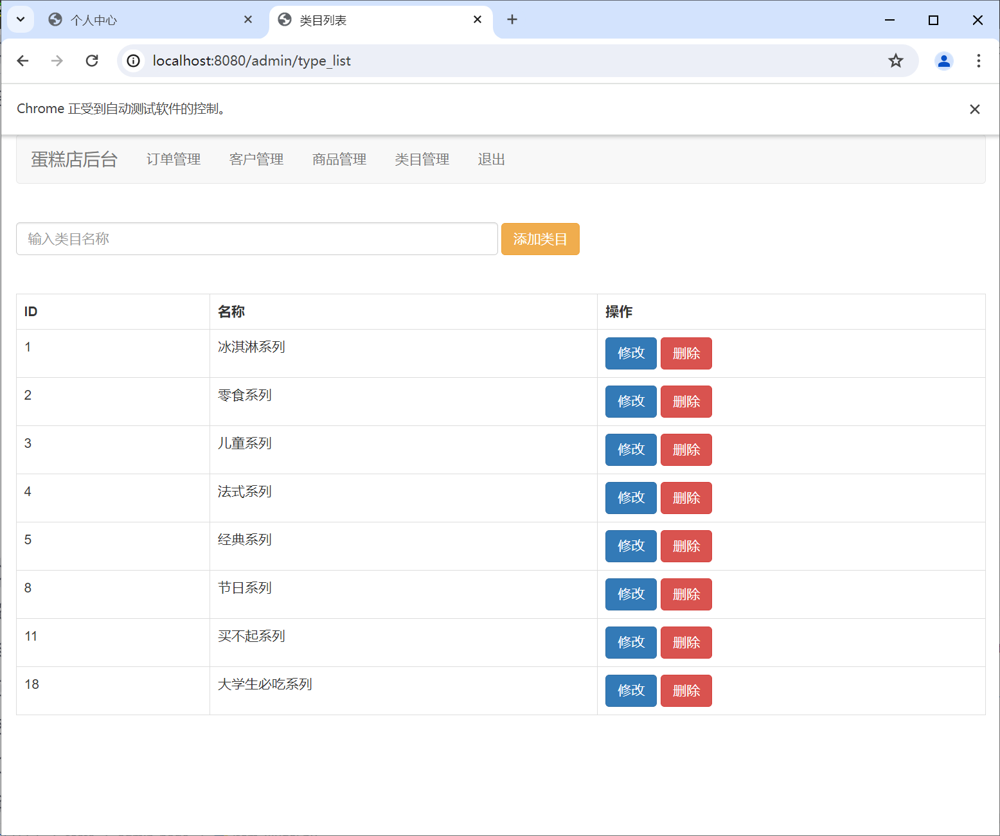 个人中心
类目列表
localhost:8080/admin/type_list
Chrome 正受到自动测试软件的控制。
蛋糕店后台 订单管理 客户管理 商品管理 类目管理 退出
输入类目名称 添加类目
ID 名称 操作
1 冰淇淋系列 修改 删除
2 零食系列 修改 删除
3 儿童系列 修改 删除
4 法式系列 修改 删除
5 经典系列 修改 删除
8 节日系列 修改 删除
11 买不起系列 修改 删除
18 大学生必吃系列 修改 删除